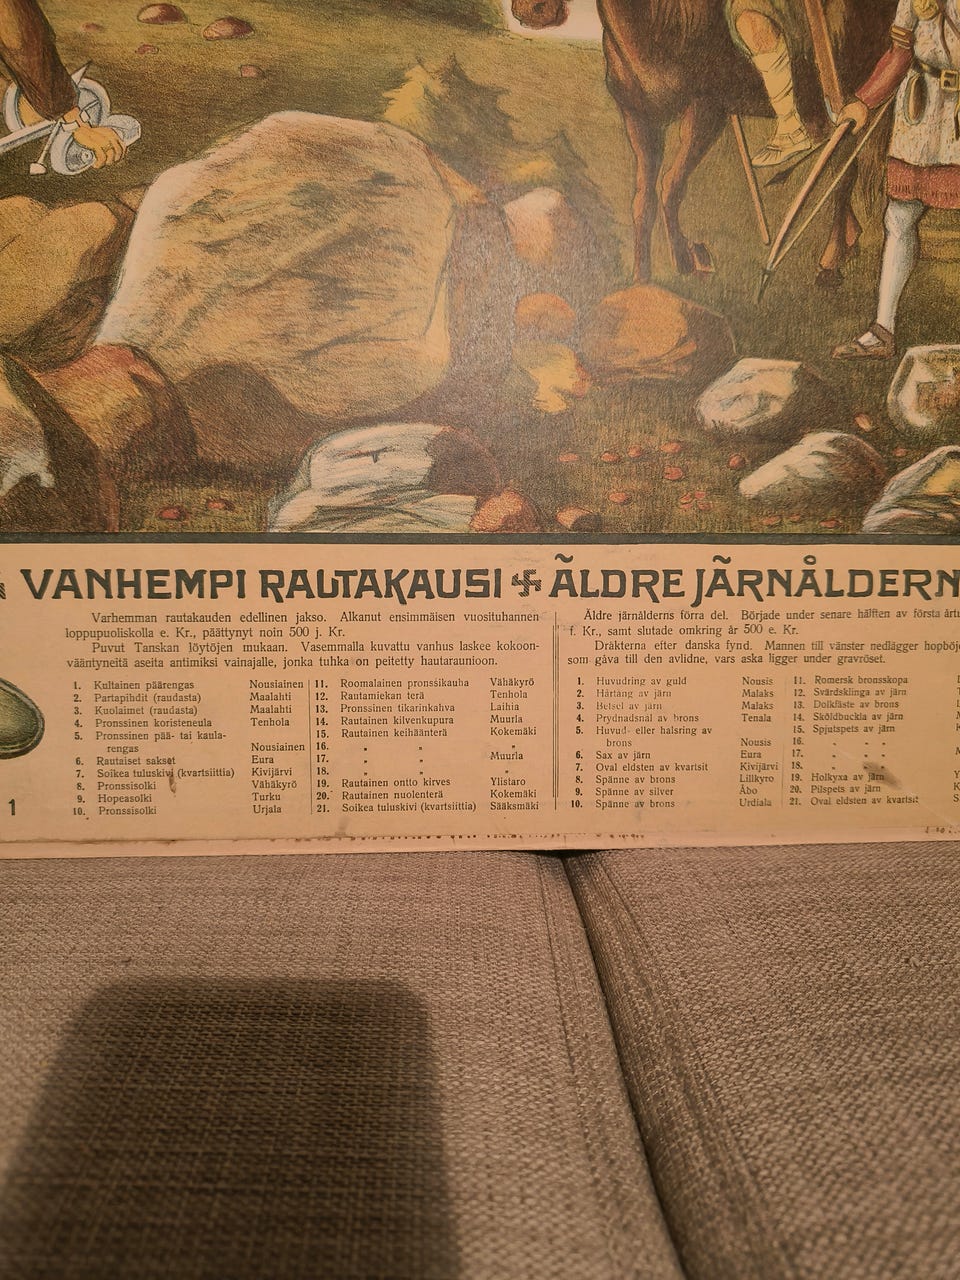 VANHEMPI RAUTAKAUSI 卐 ÄLDRE JÄRNÅLDERN
Varhemman rautakauden edellinen jakso. Alkanut ensimmäisen vuosituhannen
loppupuoliskolla e. Kr., päättynyt noin 500 j. Kr.
Puvut Tanskan löytöjen mukaan. Vasemmalla kuvattu vanhus laskee kokoon-
vääntyneitä aseita antimiksi vainajalle, jonka tuhka on peitetty hautaraunioon.
1. Kultainen päärengas Nousiainen
2. Partapihdit (raudasta) Maalahti
3. Kuolaimet (raudasta) Maalahti
4. Pronssinen koristeneula Tenhola
5. Pronssinen pää- tai kaula-
rengas Nousiainen
6. Rautaiset sakset Eura
7. Soikea tuluskivi (kvartsiittia) Kivijärvi
8. Pronssisolki Vähäkyrö
9. Hopeasolki Turku
10. Pronssisolki Urjala
11. Roomalainen pronssikauha Vähäkyrö
12. Rautamiekan terä Tenhola
13. Pronssinen tikarinkahva Laihia
14. Rautainen kilvenkupura Muurla
15. Rautainen keihäänterä Kokemäki
16. „ „ „
17. „ „ Muurla
18. „ „ „
19. Rautainen ontto kirves Ylistaro
20. Rautainen nuolenterä Kokemäki
21. Soikea tuluskivi (kvartsiittia) Sääksmäki
Äldre järnålderns förra del. Började under senare hälften av första
f. Kr., samt slutade omkring år 500 e. Kr.
Dräkterna efter danska fynd. Mannen till vänster nedlägger
som gåva till den avlidne, vars aska ligger under gravröset.
1. Huvudring av guld Nousis
2. Hårtång av järn Malaks
3. Betsel av järn Malaks
4. Prydnadsnål av brons Tenala
5. Huvud- eller halsring av
brons Nousis
6. Sax av järn Eura
7. Oval eldsten av kvartsit Kivijärvi
8. Spänne av brons Lillkyro
9. Spänne av silver Åbo
10. Spänne av brons Urdiala
11. Romersk bronsskopa
12. Svärdsklinga av järn
13. Dolkfäste av brons
14. Sköldbuckla av järn
15. Spjutspets av järn
16. „ „ „
17. „ „ „
18. „ „ „
19. Holkyxa av järn
20. Pilspets av järn
21. Oval eldsten av kvartsit
1